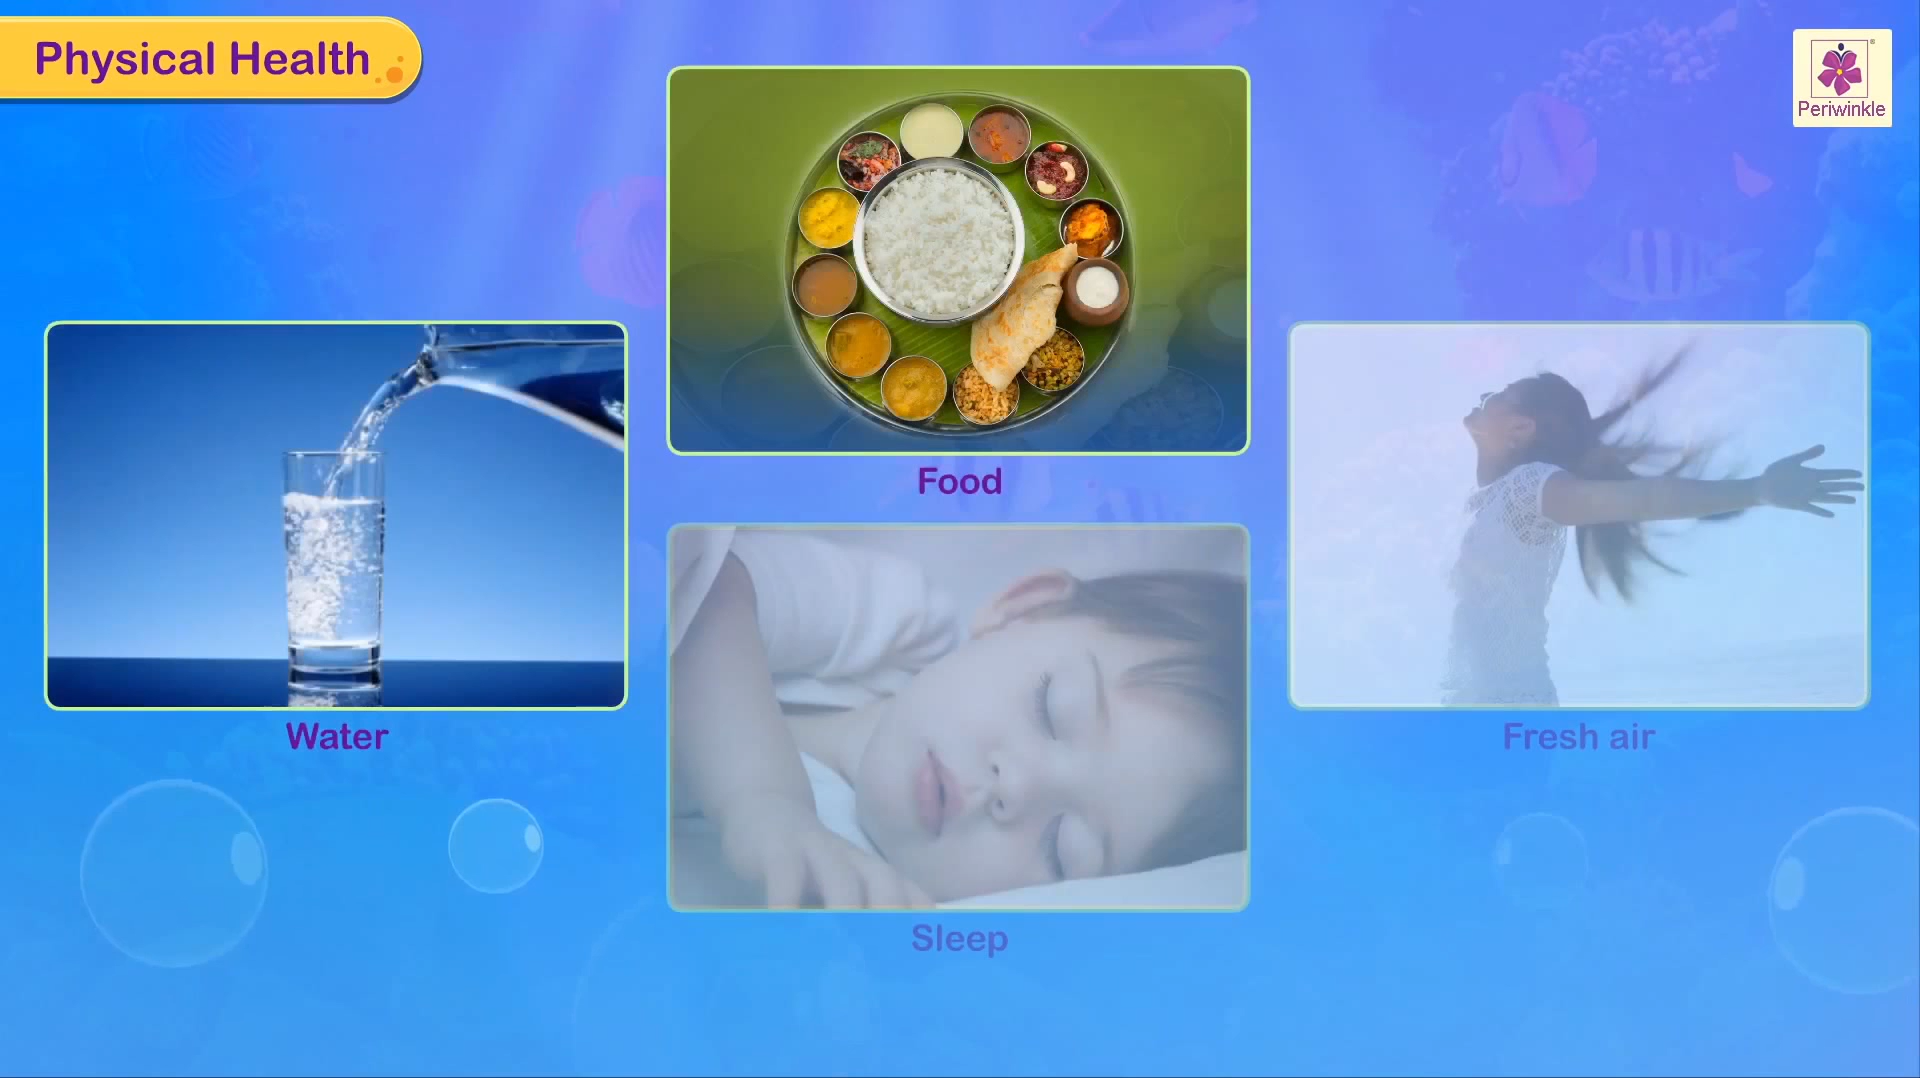 Physical Health
Periwinkle
Food
Water
Fresh air
Sleep